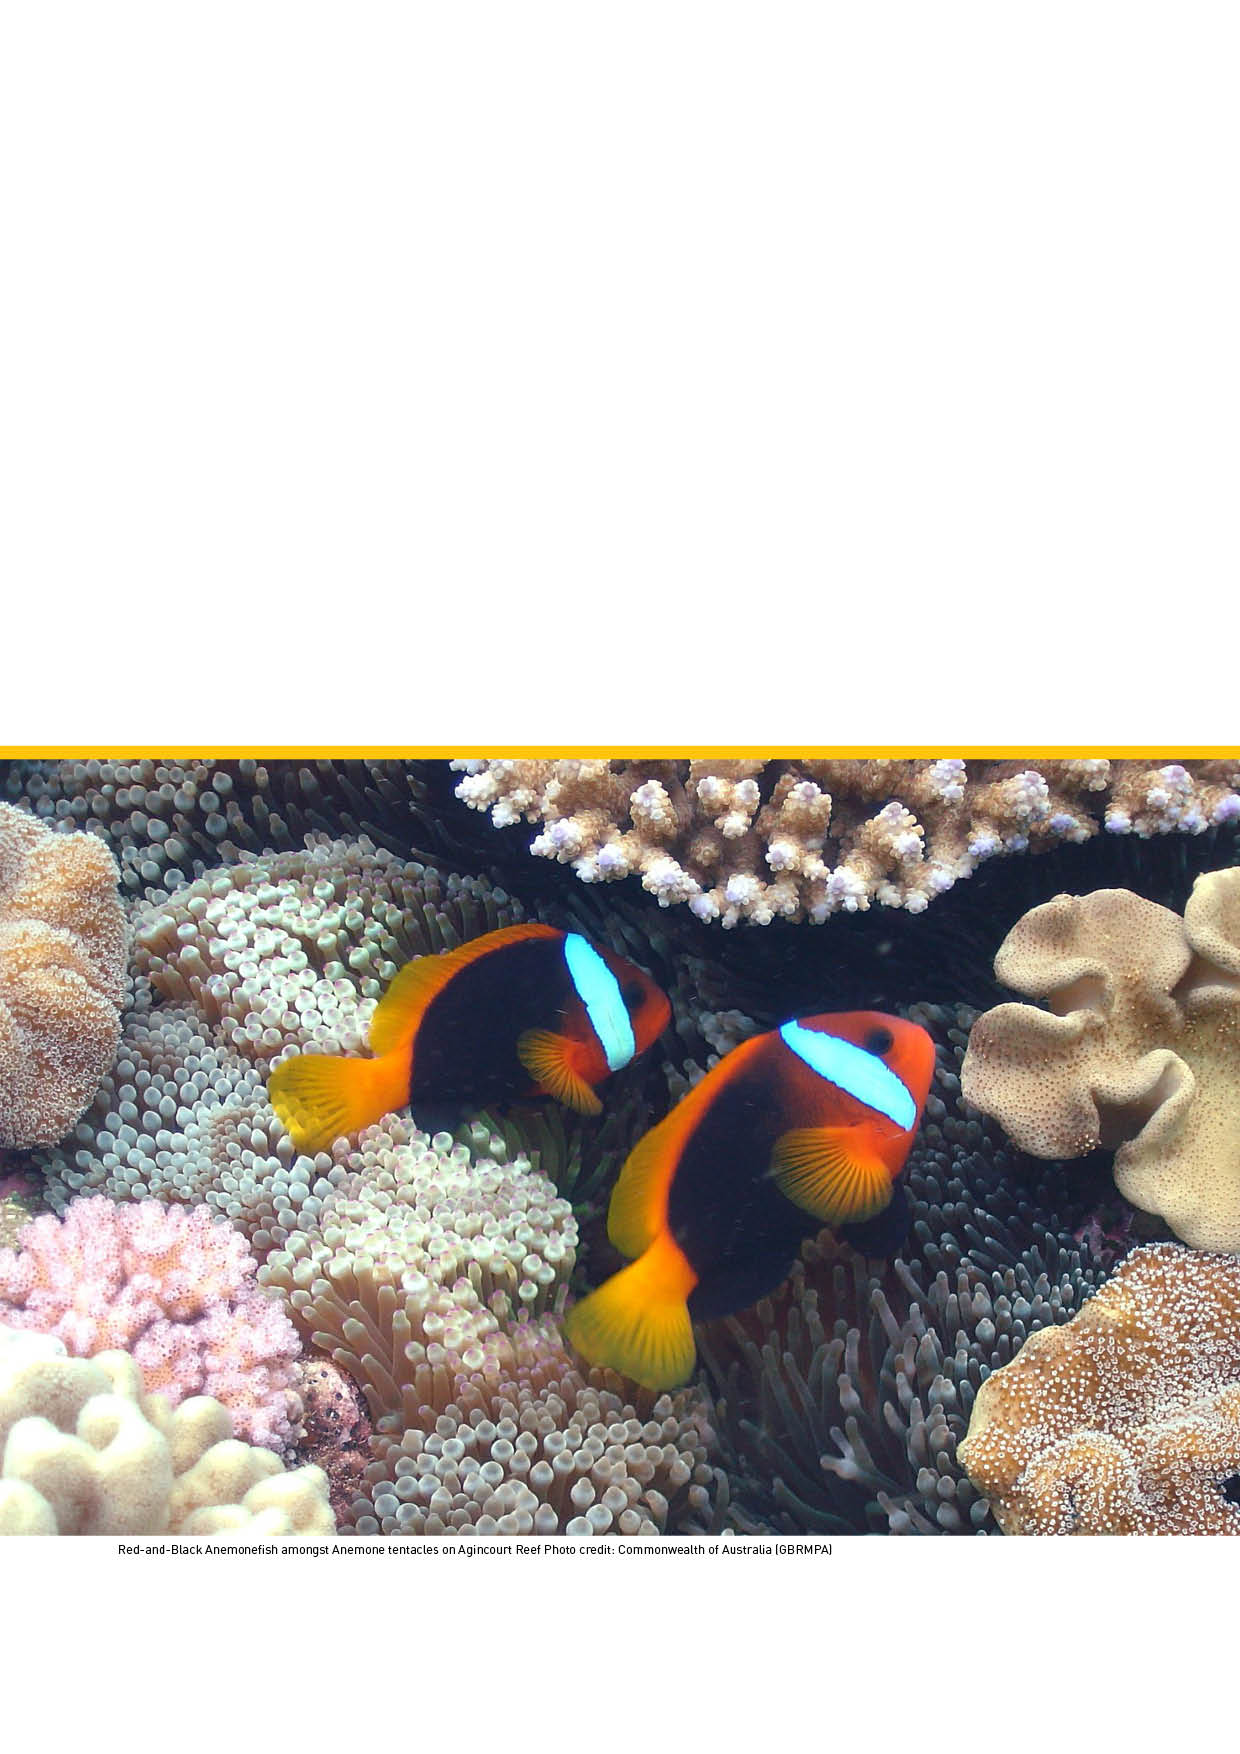 Red-and-Black Anemonefish amongst Anemone tentacles on Agincourt Reef Photo credit: Commonwealth of Australia (GBRMPA)